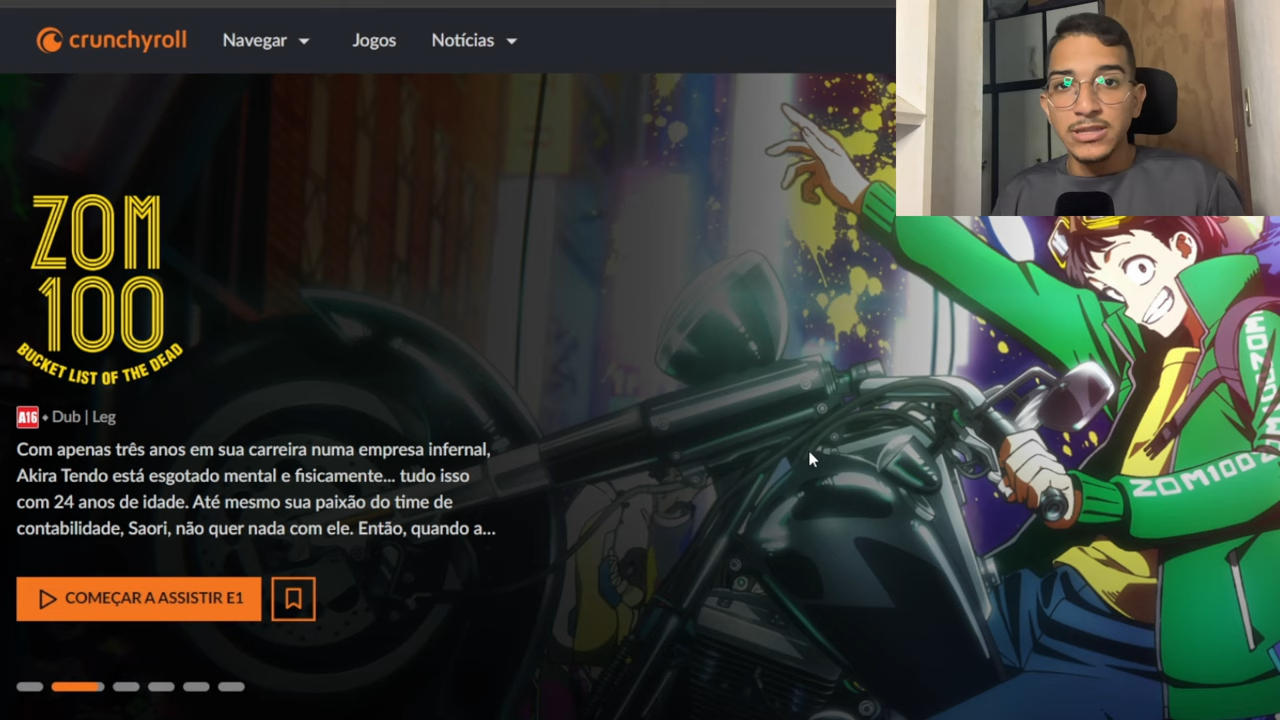 crunchyroll
Navegar
Jogos
Notícias
ZOM
100
BUCKET LIST OF THE DEAD
A16 • Dub | Leg
Com apenas três anos em sua carreira numa empresa infernal,
Akira Tendo está esgotado mental e fisicamente... tudo isso
com 24 anos de idade. Até mesmo sua paixão do time de
contabilidade, Saori, não quer nada com ele. Então, quando a...
COMEÇAR A ASSISTIR E1
ZOM100